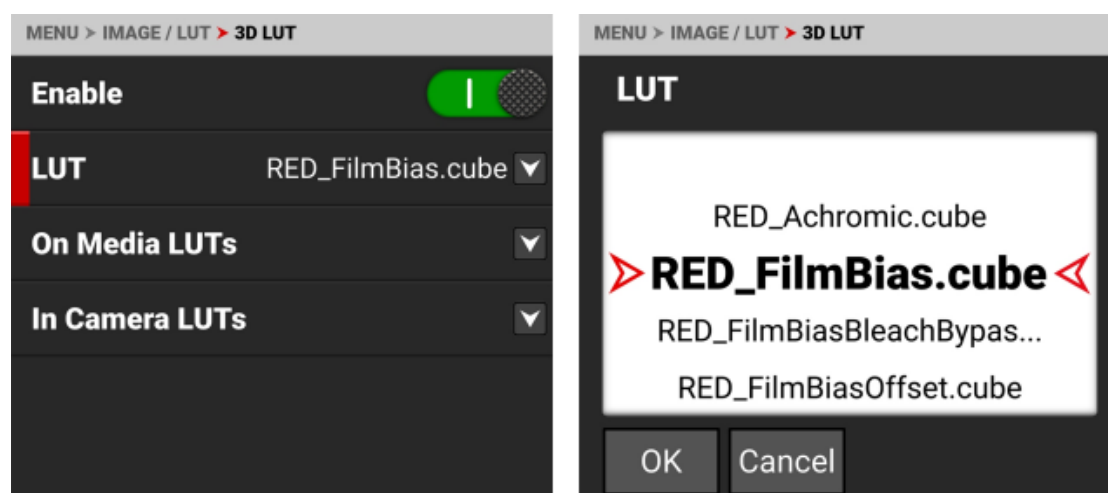 MENU > IMAGE / LUT > 3D LUT
Enable
LUT RED_FilmBias.cube
On Media LUTs
In Camera LUTs
MENU > IMAGE / LUT > 3D LUT
LUT
RED_Achromic.cube
RED_FilmBias.cube
RED_FilmBiasBleachBypas...
RED_FilmBiasOffset.cube
OK Cancel